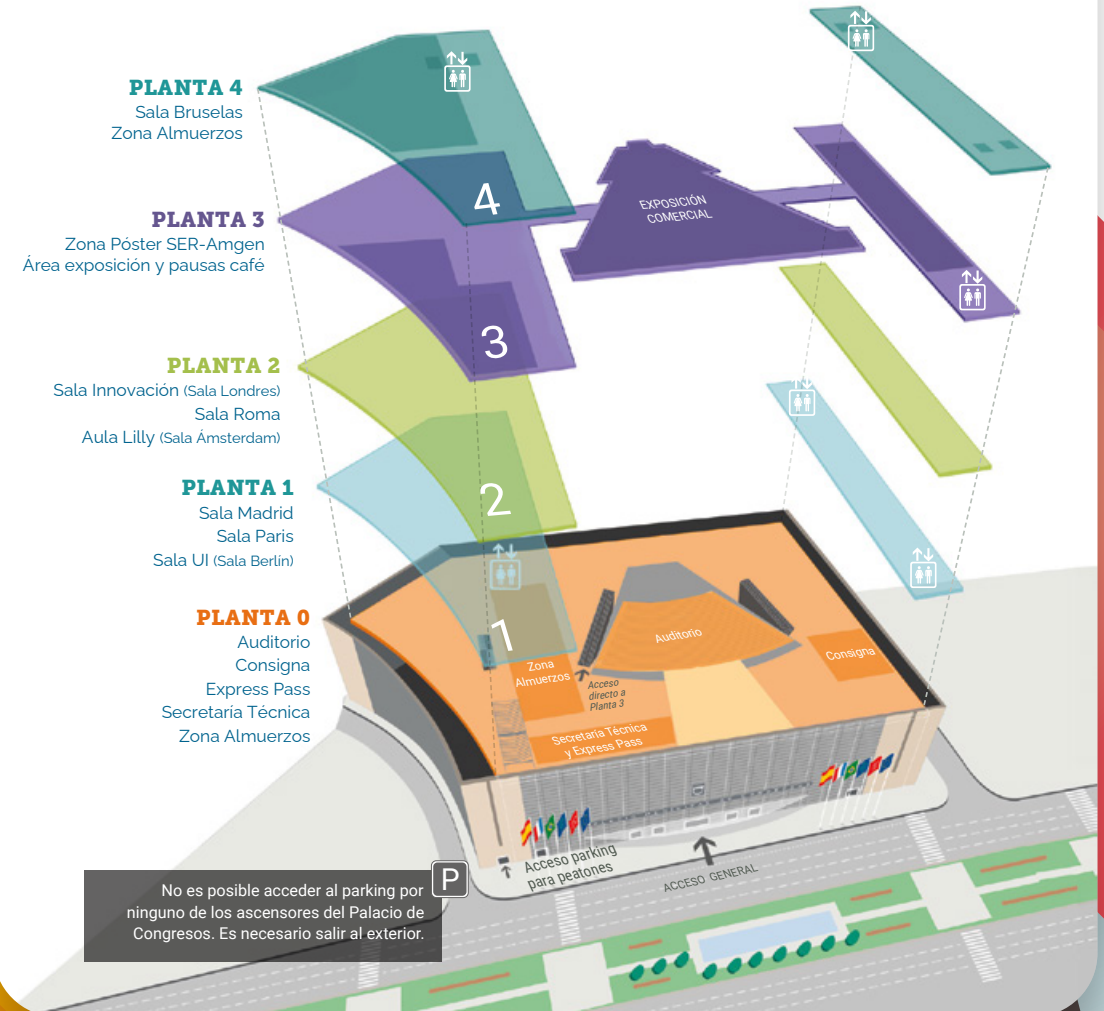 PLANTA 4
Sala Bruselas
Zona Almuerzos
PLANTA 3
Zona Póster SER-Amgen
Área exposición y pausas café
PLANTA 2
Sala Innovación (Sala Londres)
Sala Roma
Aula Lilly (Sala Ámsterdam)
PLANTA 1
Sala Madrid
Sala Paris
Sala UI (Sala Berlín)
PLANTA 0
Auditorio
Consigna
Express Pass
Secretaría Técnica
Zona Almuerzos
4
EXPOSICIÓN
COMERCIAL
3
2
1
Auditorio
Consigna
Zona
Almuerzos
Acceso
directo a
Planta 3
Secretaría Técnica
y Express Pass
Acceso parking
para peatones
ACCESO GENERAL
P
No es posible acceder al parking por
ninguno de los ascensores del Palacio de
Congresos. Es necesario salir al exterior.